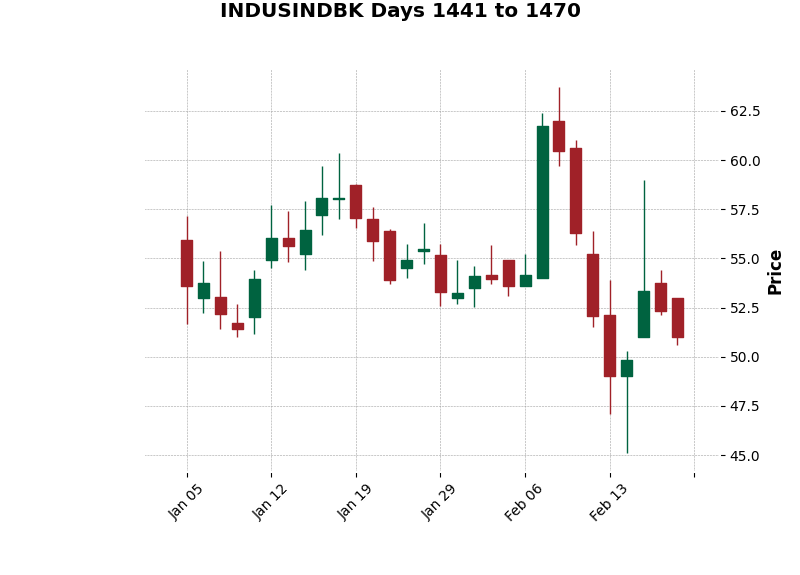 INDUSINDBK Days 1441 to 1470
62.5
60.0
57.5
55.0
52.5
50.0
47.5
45.0
Price
Jan 05
Jan 12
Jan 19
Jan 29
Feb 06
Feb 13